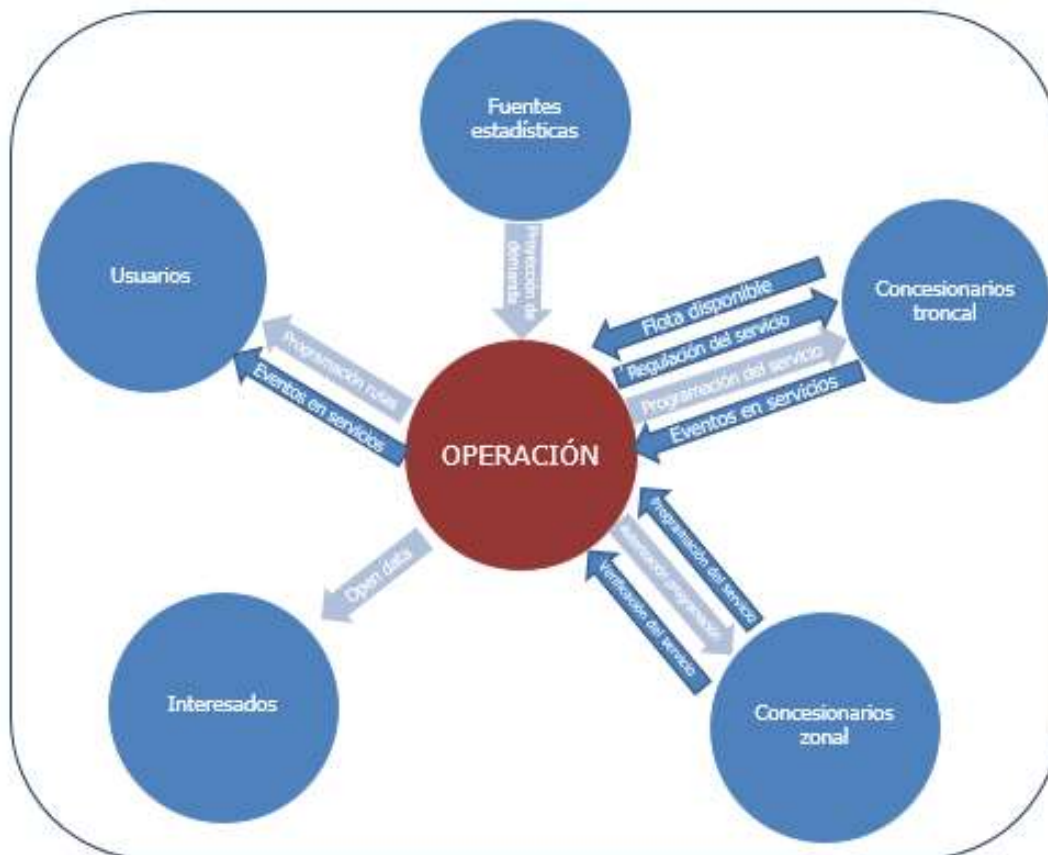 Fuentes
estadísticas
Usuarios
Concesionarios
troncal
Proyección de
demanda
Flota disponible
Regulación del servicio
Programación del servicio
Eventos en servicios
Programación rutas
Eventos en servicios
OPERACIÓN
Open data
Programación del servicio
programación
Verificación del servicio
Interesados
Concesionarios
zonal